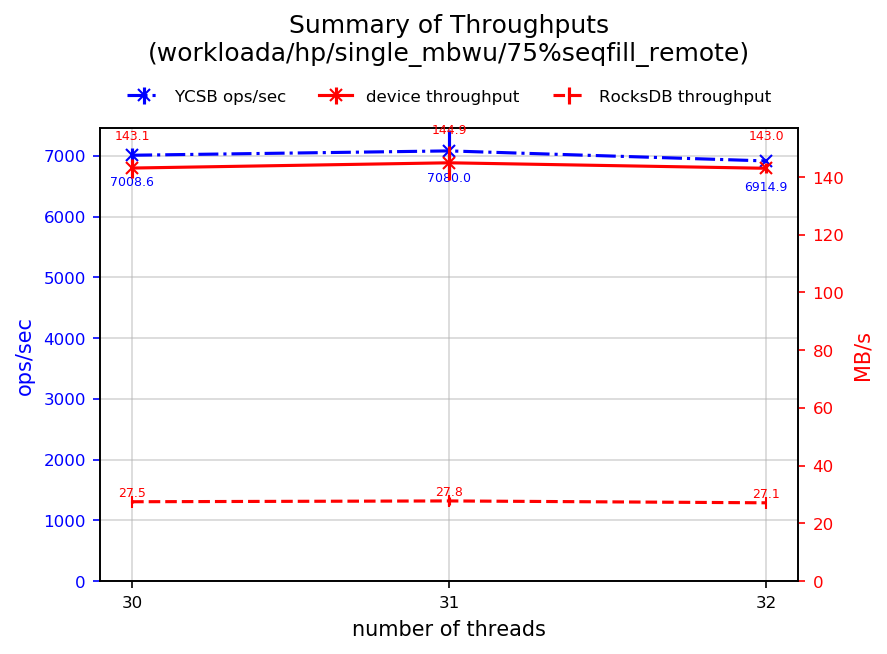 Summary of Throughputs
(workloada/hp/single_mbwu/75%seqfill_remote)
YCSB ops/sec device throughput RocksDB throughput
143.1 144.9 143.0
7008.6 7080.0 6914.9
27.5 27.8 27.1
7000
6000
5000
4000
3000
2000
1000
0
ops/sec
140
120
100
80
60
40
20
0
MB/s
30 31 32
number of threads